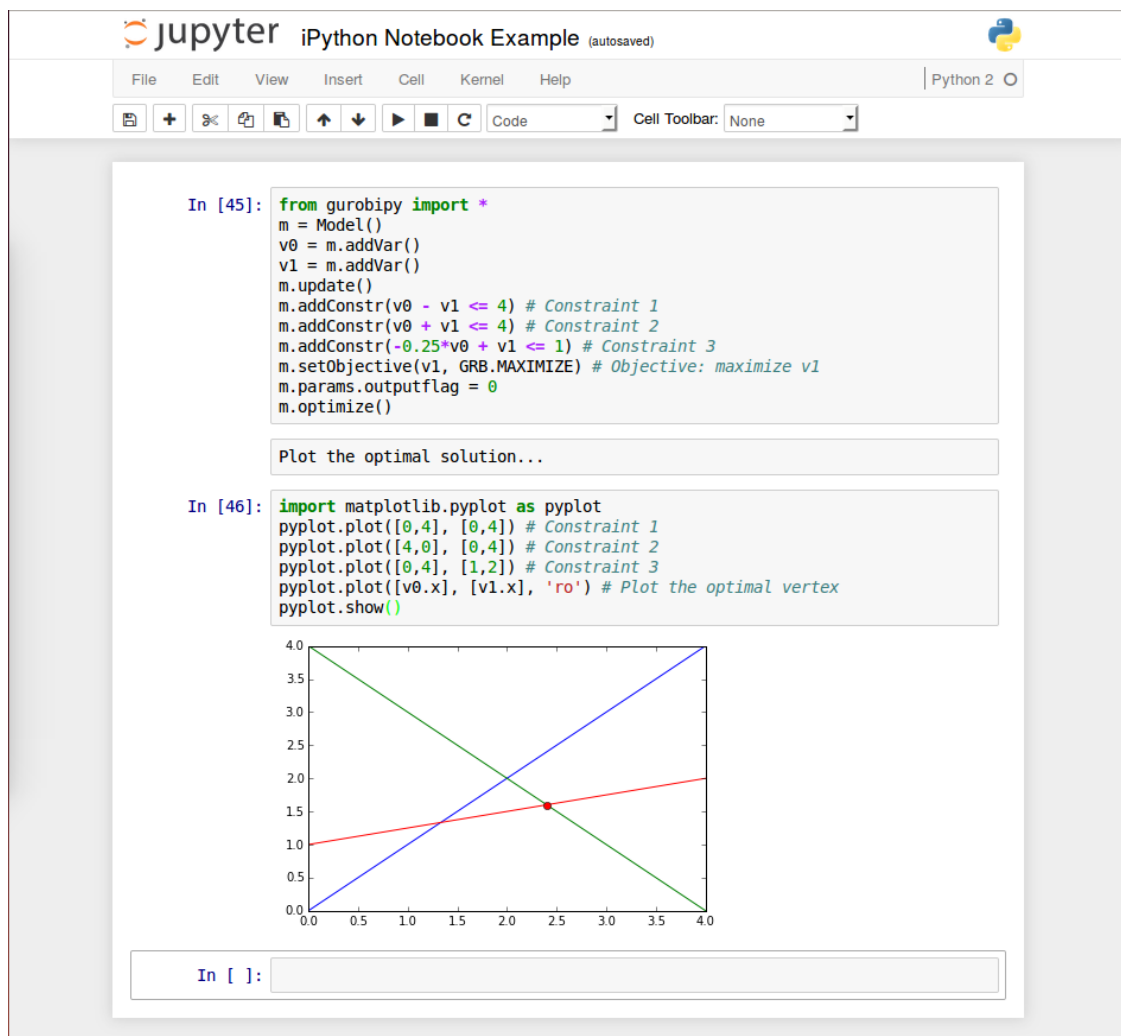 jupyter iPython Notebook Example (autosaved)
File Edit View Insert Cell Kernel Help Python 2
Code Cell Toolbar: None
In [45]: from gurobipy import *
m = Model()
v0 = m.addVar()
v1 = m.addVar()
m.update()
m.addConstr(v0 - v1 <= 4) # Constraint 1
m.addConstr(v0 + v1 <= 4) # Constraint 2
m.addConstr(-0.25*v0 + v1 <= 1) # Constraint 3
m.setObjective(v1, GRB.MAXIMIZE) # Objective: maximize v1
m.params.outputflag = 0
m.optimize()
Plot the optimal solution...
In [46]: import matplotlib.pyplot as pyplot
pyplot.plot([0,4], [0,4]) # Constraint 1
pyplot.plot([4,0], [0,4]) # Constraint 2
pyplot.plot([0,4], [1,2]) # Constraint 3
pyplot.plot([v0.x], [v1.x], 'ro') # Plot the optimal vertex
pyplot.show()
4.0
3.5
3.0
2.5
2.0
1.5
1.0
0.5
0.0
0.0 0.5 1.0 1.5 2.0 2.5 3.0 3.5 4.0
In [ ]: